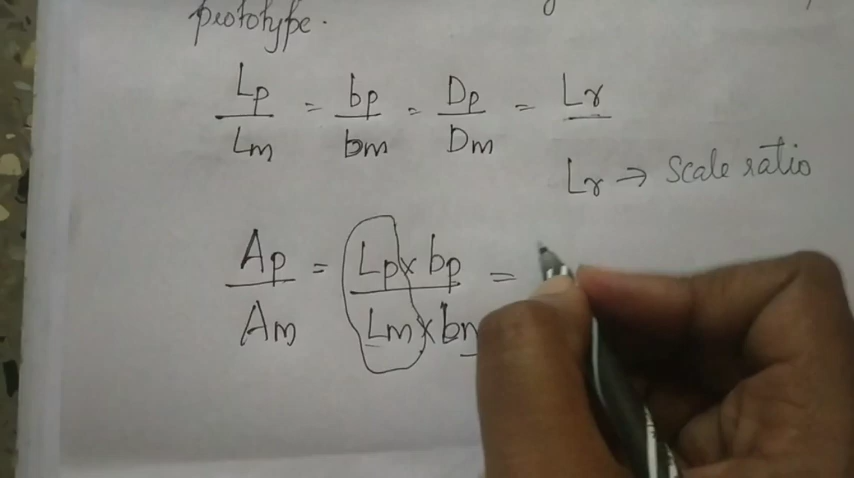 prototype.
Lp/Lm = bp/bm = Dp/Dm = Lr
Lr → Scale ratio
Ap/Am = Lp x bp / Lm x bm =